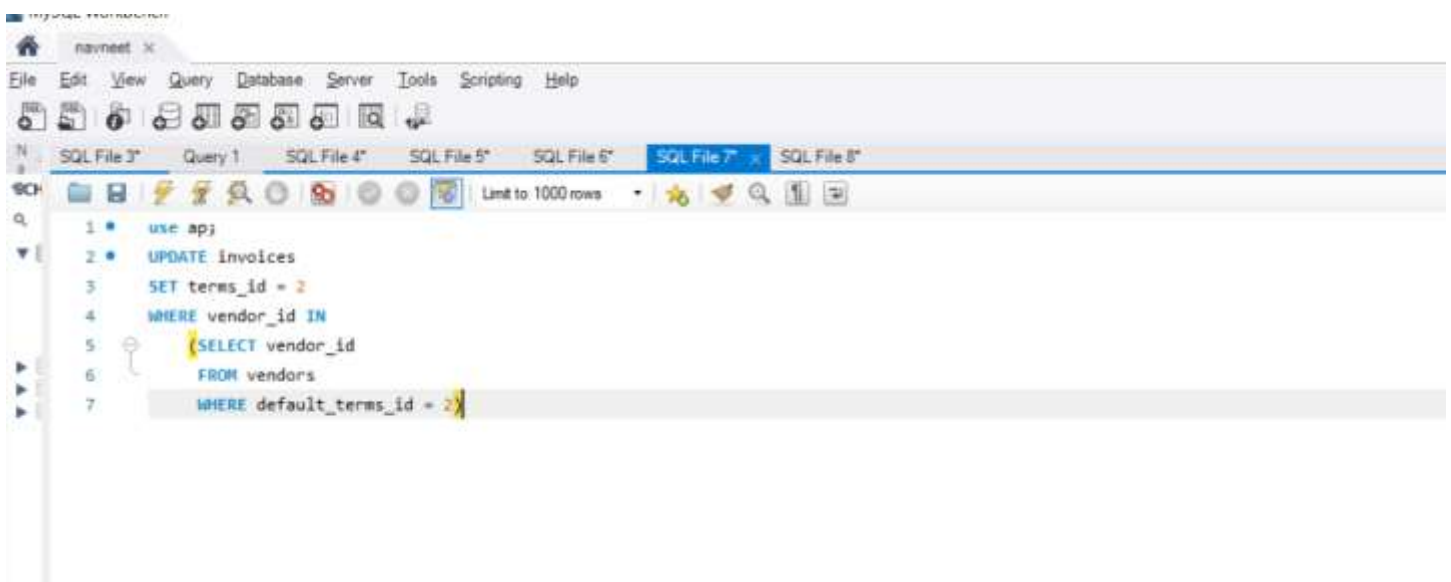 MySQL Workbench
navneet ×
File Edit View Query Database Server Tools Scripting Help
SQL File 3* Query 1 SQL File 4* SQL File 5* SQL File 6* SQL File 7* × SQL File 8*
Limit to 1000 rows
1 use ap;
2 UPDATE invoices
3 SET terms_id = 2
4 WHERE vendor_id IN
5 (SELECT vendor_id
6 FROM vendors
7 WHERE default_terms_id = 2)